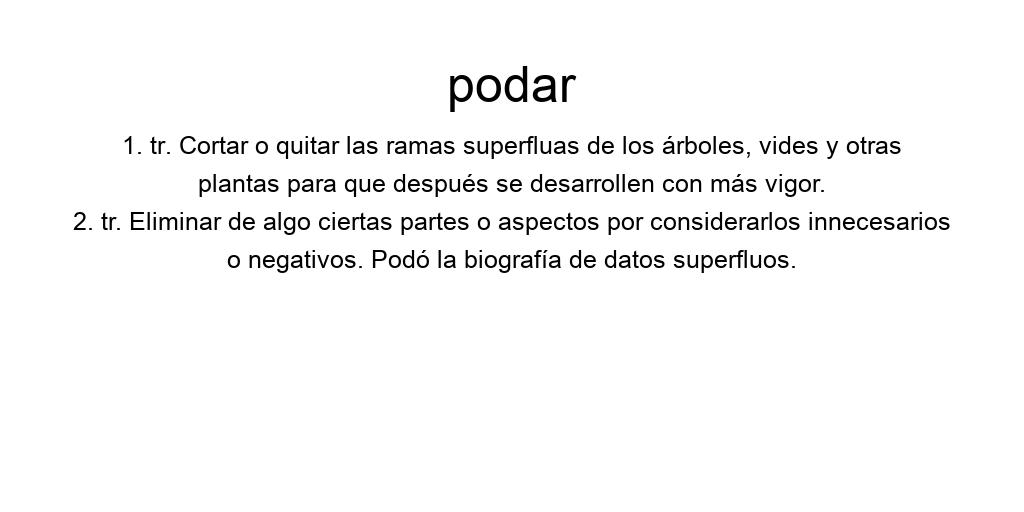 podar
1. tr. Cortar o quitar las ramas superfluas de los árboles, vides y otras
plantas para que después se desarrollen con más vigor.
2. tr. Eliminar de algo ciertas partes o aspectos por considerarlos innecesarios
o negativos. Podó la biografía de datos superfluos.